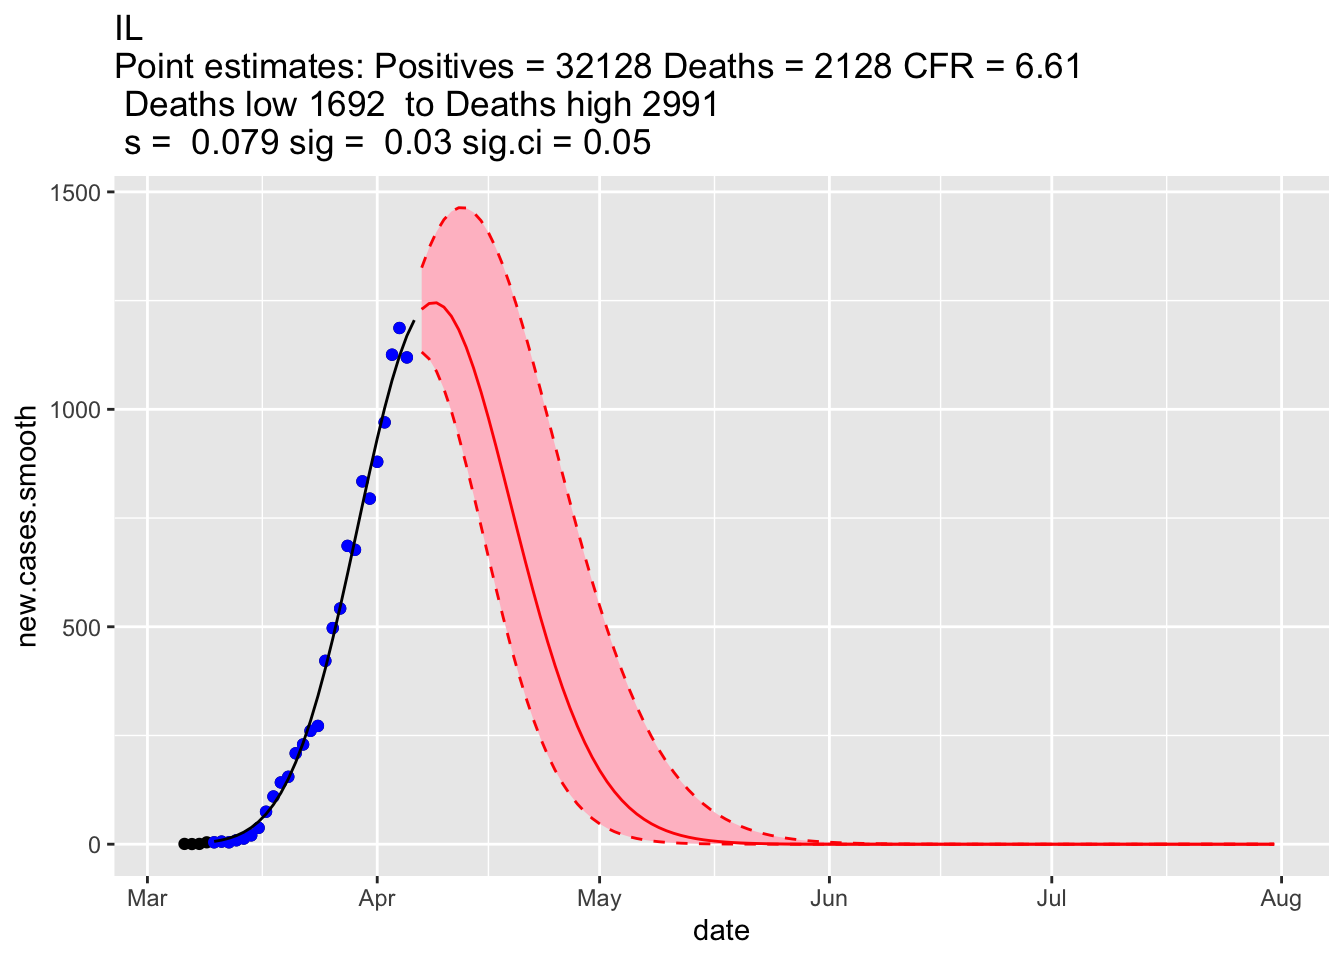 IL
Point estimates: Positives = 32128 Deaths = 2128 CFR = 6.61
Deaths low 1692  to Deaths high 2991
s =  0.079 sig =  0.03 sig.ci = 0.05
1500
1000
500
0
new.cases.smooth
Mar Apr May Jun Jul Aug
date